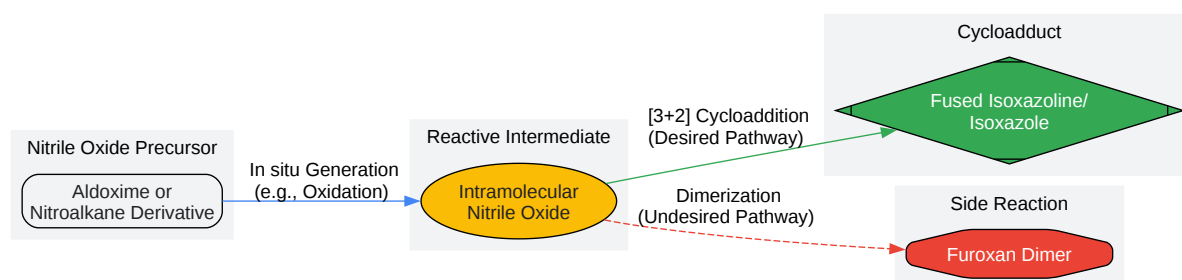 Nitrile Oxide Precursor
Aldoxime or
Nitroalkane Derivative
In situ Generation
(e.g., Oxidation)
Reactive Intermediate
Intramolecular
Nitrile Oxide
[3+2] Cycloaddition
(Desired Pathway)
Cycloadduct
Fused Isoxazoline/
Isoxazole
Dimerization
(Undesired Pathway)
Side Reaction
Furoxan Dimer